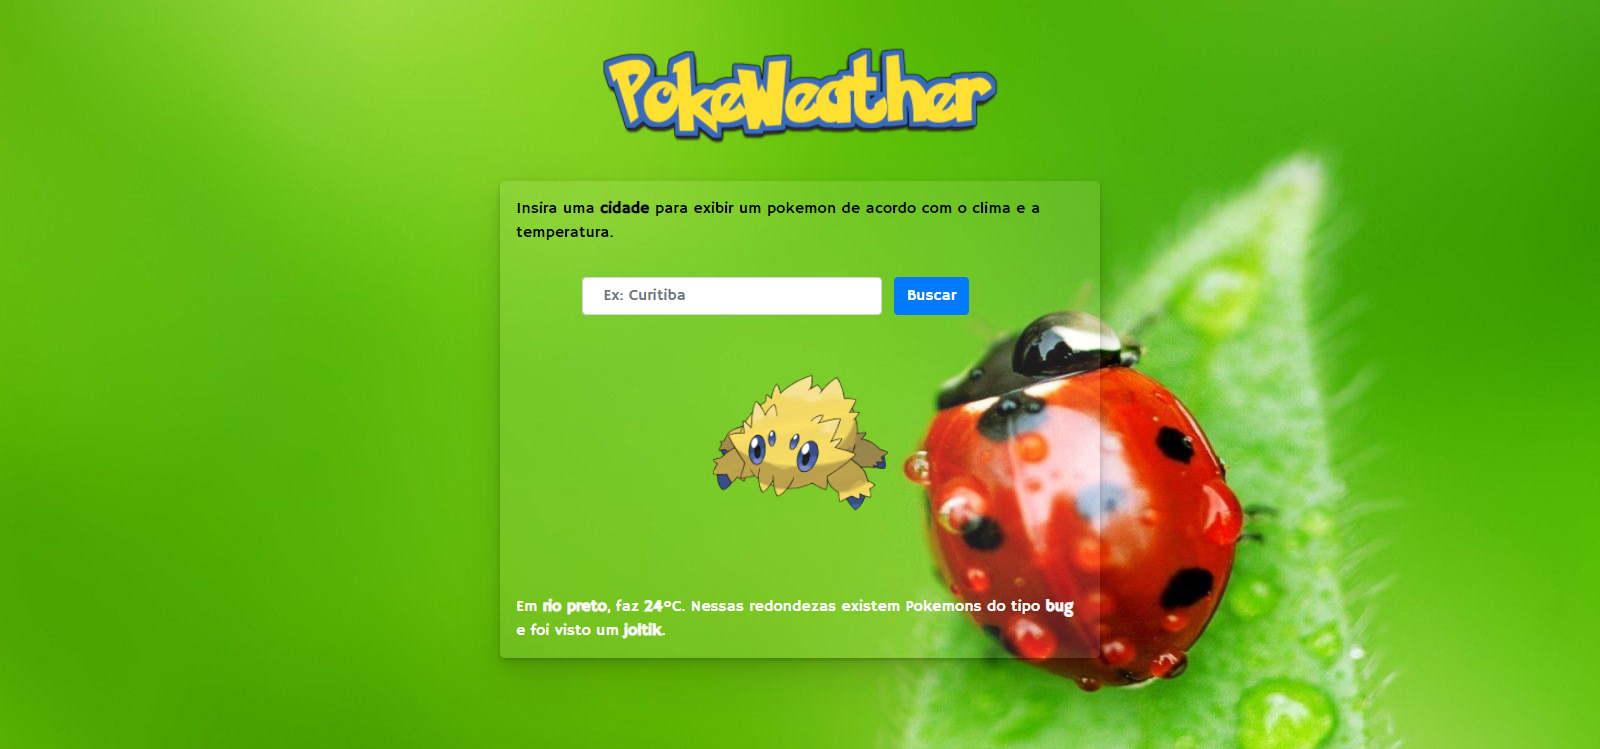 PokeWeather
Insira uma cidade para exibir um pokemon de acordo com o clima e a
temperatura.
Ex: Curitiba
Buscar
Em rio preto, faz 24°C. Nessas redondezas existem Pokemons do tipo bug
e foi visto um joltik.